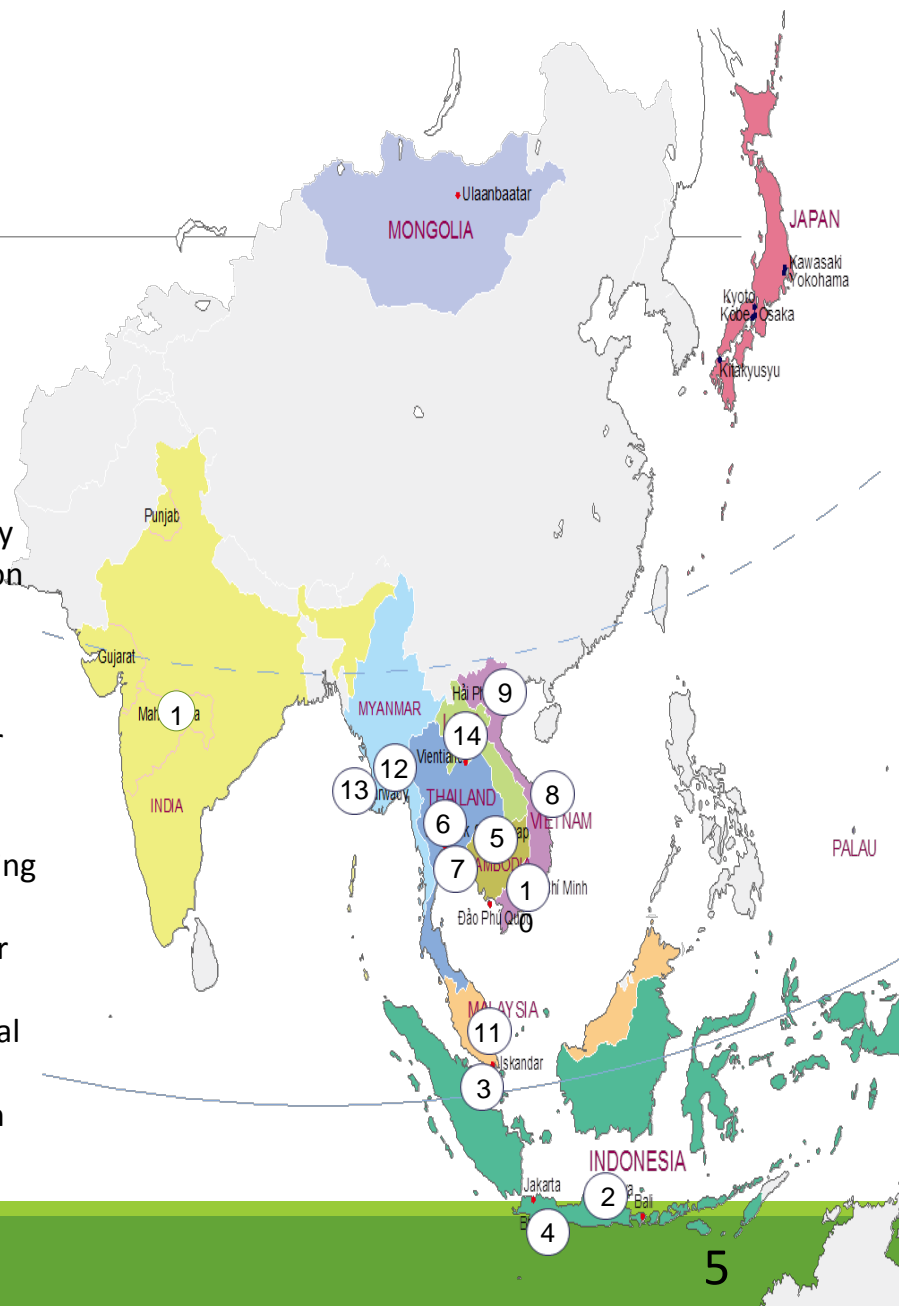 Ulaanbaatar
MONGOLIA
JAPAN
Kawasaki
Yokohama
Kyoto
Kobe Osaka
Kitakyusyu
Punjab
y
on
Gujarat
MYANMAR
9
1
14
Vientiane
12
13
THAILAND
8
INDIA
6
5
VIETNAM
PALAU
7
ng
1
0
hí Minh
Đảo Phú Quốc
r
MALAYSIA
11
al
Iskandar
3
INDONESIA
Jakarta
2
Bali
4
5